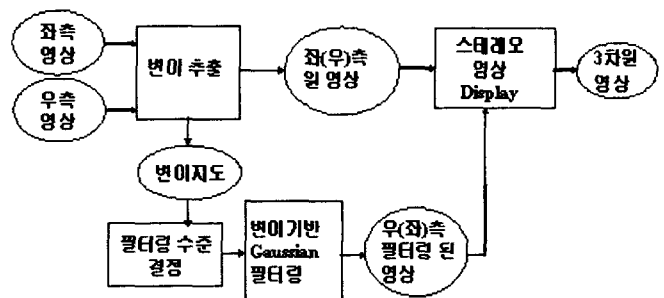 좌측
영상
우측
영상
변이 추출
좌(우)측
원 영상
스테레오
영상
Display
3차원
영상
변이지도
필터링 수준
결정
변이기반
Gaussian
필터링
우(좌)측
필터링 된
영상